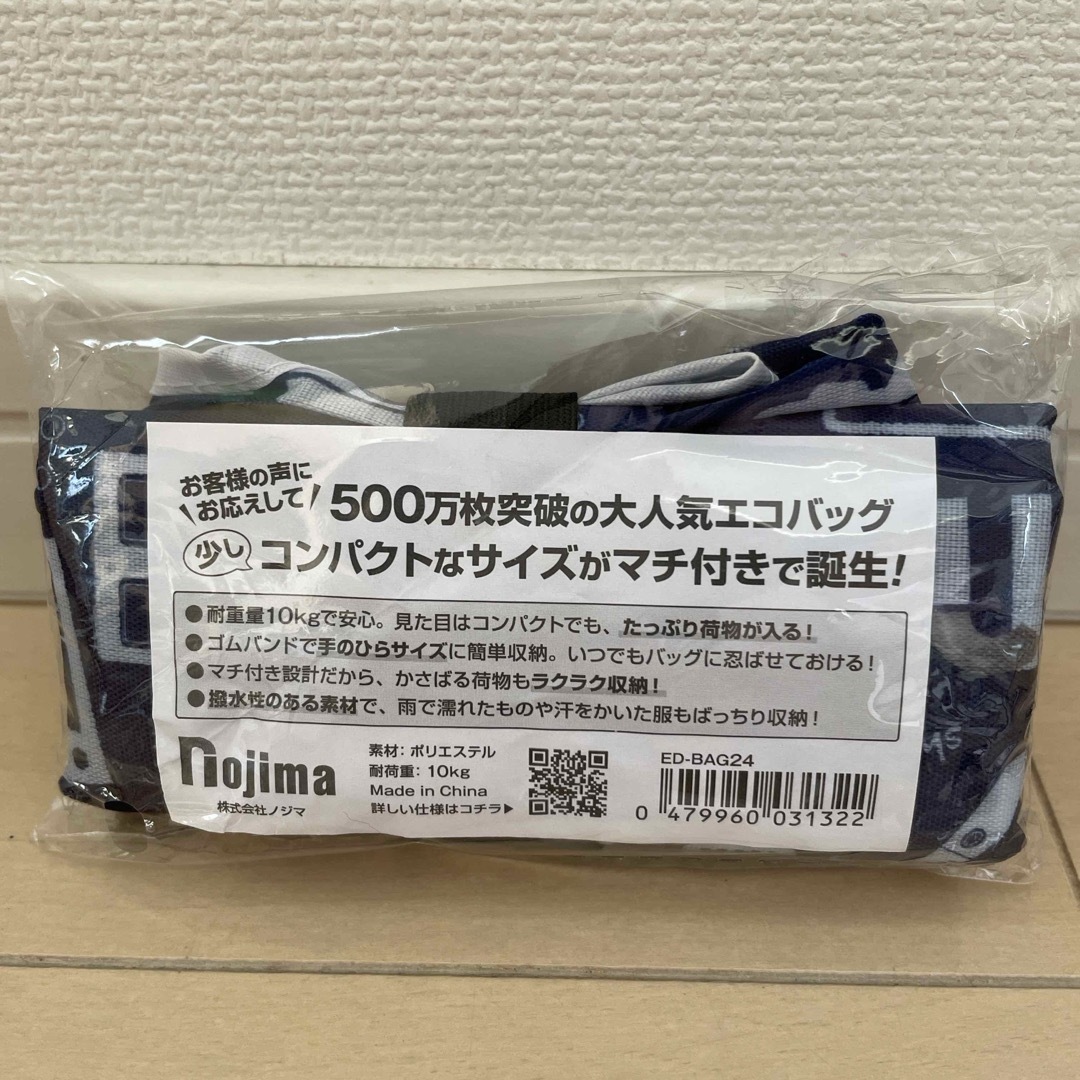 お客様の声に
お応えして
500万枚突破の大人気エコバッグ
少し コンパクトなサイズがマチ付きで誕生!
● 耐重量10kgで安心。見た目はコンパクトでも、たっぷり荷物が入る!
● ゴムバンドで手のひらサイズに簡単収納。いつでもバッグに忍ばせておける!
● マチ付き設計だから、かさばる荷物もラクラク収納!
● 撥水性のある素材で、雨で濡れたものや汗をかいた服もばっちり収納!
nojima
株式会社ノジマ
素材: ポリエステル
耐荷重: 10kg
Made in China
詳しい仕様はコチラ▶
ED-BAG24
0 479960 031322